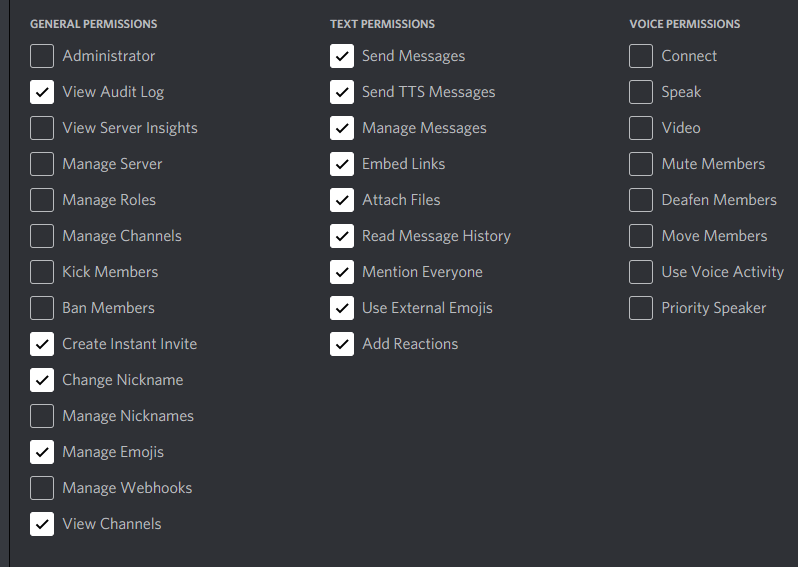 GENERAL PERMISSIONS
Administrator
View Audit Log
View Server Insights
Manage Server
Manage Roles
Manage Channels
Kick Members
Ban Members
Create Instant Invite
Change Nickname
Manage Nicknames
Manage Emojis
Manage Webhooks
View Channels
TEXT PERMISSIONS
Send Messages
Send TTS Messages
Manage Messages
Embed Links
Attach Files
Read Message History
Mention Everyone
Use External Emojis
Add Reactions
VOICE PERMISSIONS
Connect
Speak
Video
Mute Members
Deafen Members
Move Members
Use Voice Activity
Priority Speaker